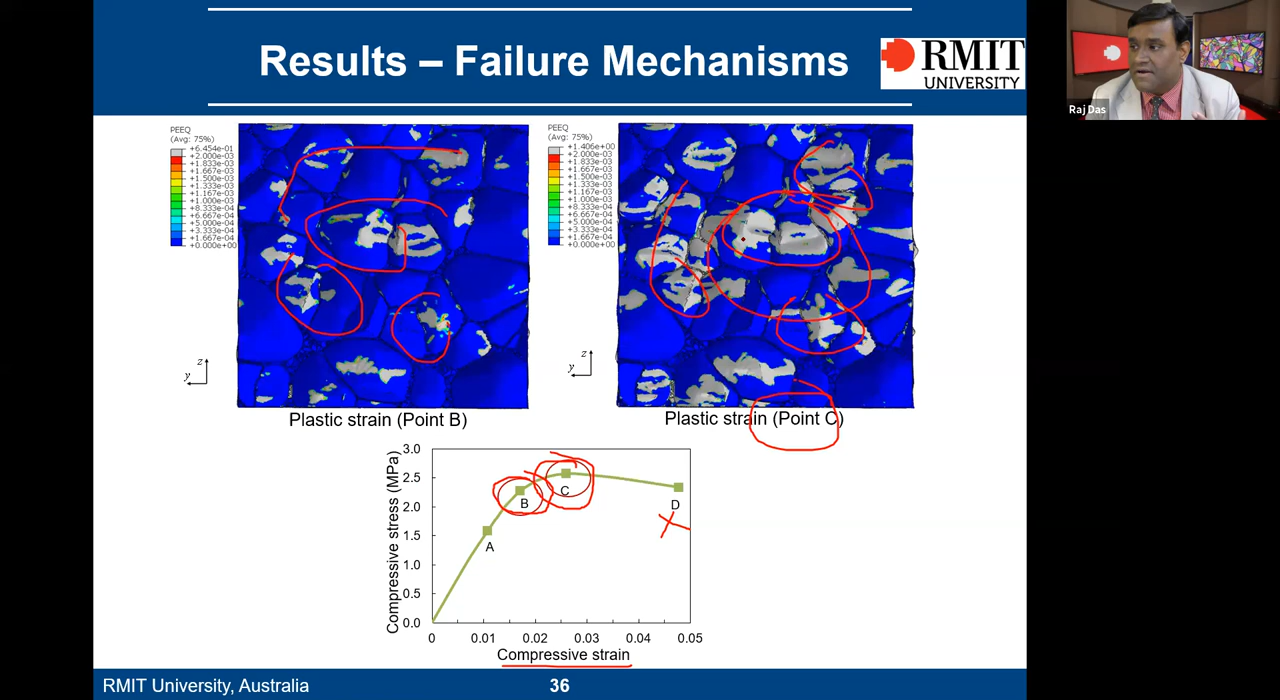 Results – Failure Mechanisms
RMIT
UNIVERSITY
Raj Das
PEEQ
(Avg: 75%)
+6.454e-01
+2.000e-03
+1.833e-03
+1.667e-03
+1.500e-03
+1.333e-03
+1.167e-03
+1.000e-03
+8.333e-04
+6.667e-04
+5.000e-04
+3.333e-04
+1.667e-04
+0.000e+00
z
y
Plastic strain (Point B)
PEEQ
(Avg: 75%)
+1.406e+00
+2.000e-03
+1.833e-03
+1.667e-03
+1.500e-03
+1.333e-03
+1.167e-03
+1.000e-03
+8.333e-04
+6.667e-04
+5.000e-04
+3.333e-04
+1.667e-04
+0.000e+00
z
y
Plastic strain (Point C)
Compressive stress (MPa)
3.0
2.5
2.0
1.5
1.0
0.5
0.0
A
B
C
D
0 0.01 0.02 0.03 0.04 0.05
Compressive strain
RMIT University, Australia
36